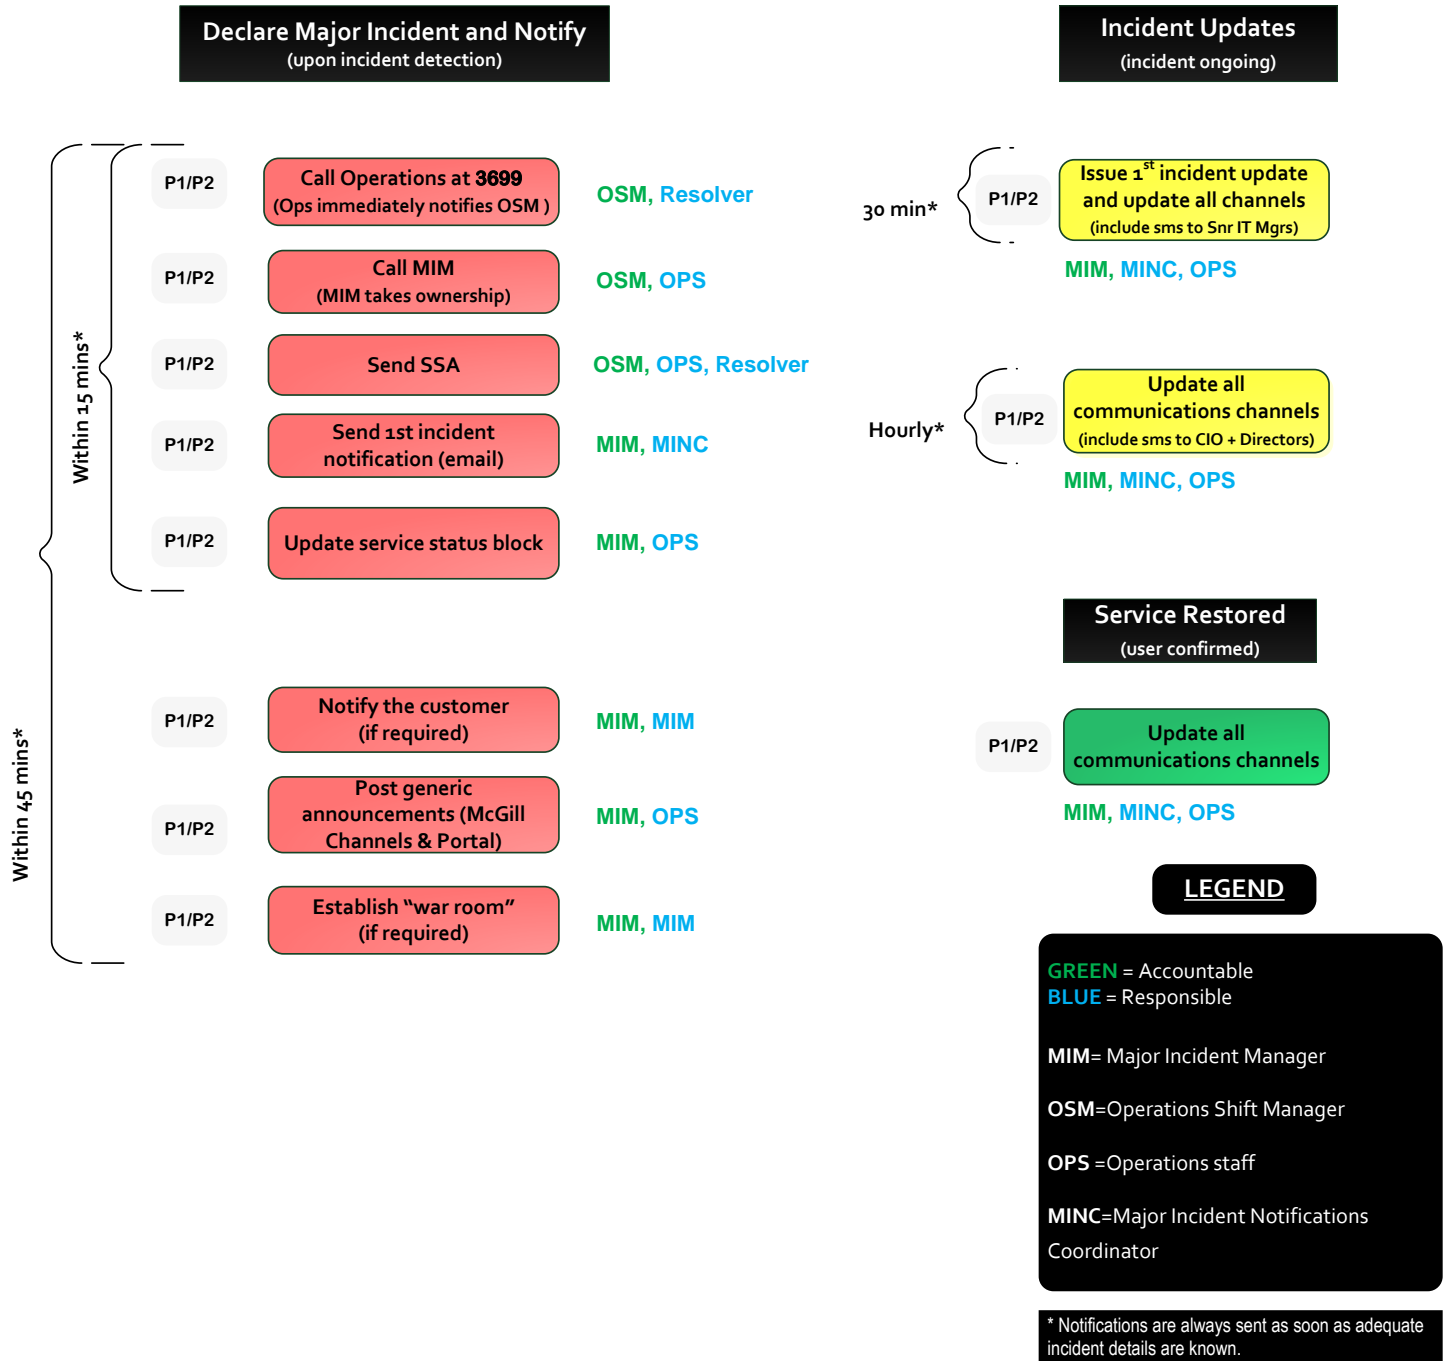 Declare Major Incident and Notify
(upon incident detection)
Within 45 mins*
Within 15 mins*
P1/P2
Call Operations at 3699
(Ops immediately notifies OSM )
OSM, Resolver
P1/P2
Call MIM
(MIM takes ownership)
OSM, OPS
P1/P2
Send SSA
OSM, OPS, Resolver
P1/P2
Send 1st incident
notification (email)
MIM, MINC
P1/P2
Update service status block
MIM, OPS
P1/P2
Notify the customer
(if required)
MIM, MIM
P1/P2
Post generic
announcements (McGill
Channels & Portal)
MIM, OPS
P1/P2
Establish “war room”
(if required)
MIM, MIM
Incident Updates
(incident ongoing)
30 min*
P1/P2
Issue 1st incident update
and update all channels
(include sms to Snr IT Mgrs)
MIM, MINC, OPS
Hourly*
P1/P2
Update all
communications channels
(include sms to CIO + Directors)
MIM, MINC, OPS
Service Restored
(user confirmed)
P1/P2
Update all
communications channels
MIM, MINC, OPS
LEGEND
GREEN = Accountable
BLUE = Responsible
MIM= Major Incident Manager
OSM=Operations Shift Manager
OPS =Operations staff
MINC=Major Incident Notifications
Coordinator
* Notifications are always sent as soon as adequate
incident details are known.